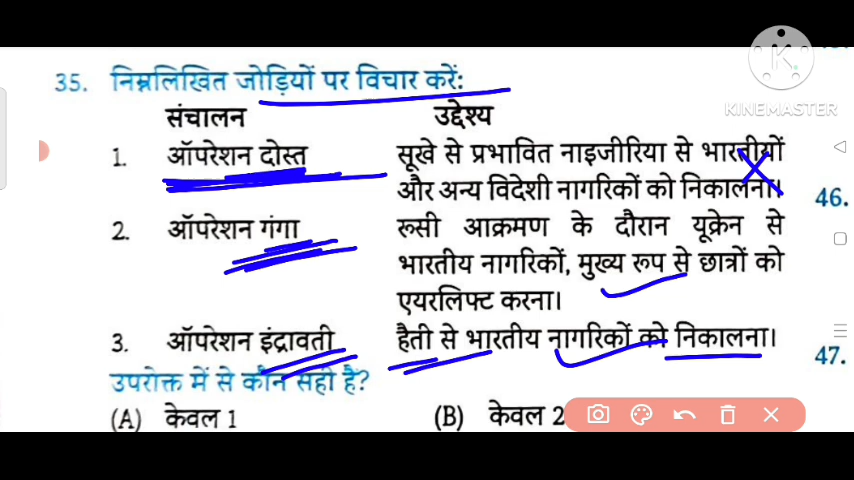 KINEMASTER
35. निम्नलिखित जोड़ियों पर विचार करें:
संचालन उद्देश्य
1. ऑपरेशन दोस्त सूखे से प्रभावित नाइजीरिया से भारतीयों
और अन्य विदेशी नागरिकों को निकालना।
46.
2. ऑपरेशन गंगा रूसी आक्रमण के दौरान यूक्रेन से
भारतीय नागरिकों, मुख्य रूप से छात्रों को
एयरलिफ्ट करना।
3. ऑपरेशन इंद्रावती हैती से भारतीय नागरिकों को निकालना।
47.
उपरोक्त में से कौन सही है?
(A) केवल 1 (B) केवल 2